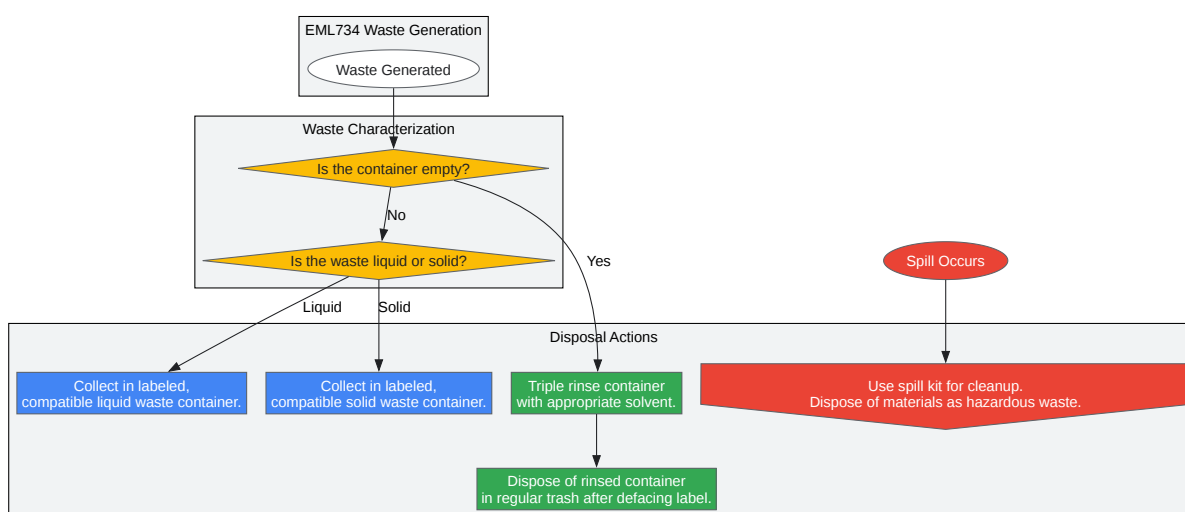 EML734 Waste Generation
Waste Generated
Waste Characterization
Is the container empty?
No
Is the waste liquid or solid?
Yes
Spill Occurs
Liquid
Solid
Disposal Actions
Collect in labeled,
compatible liquid waste container.
Collect in labeled,
compatible solid waste container.
Triple rinse container
with appropriate solvent.
Use spill kit for cleanup.
Dispose of materials as hazardous waste.
Dispose of rinsed container
in regular trash after defacing label.